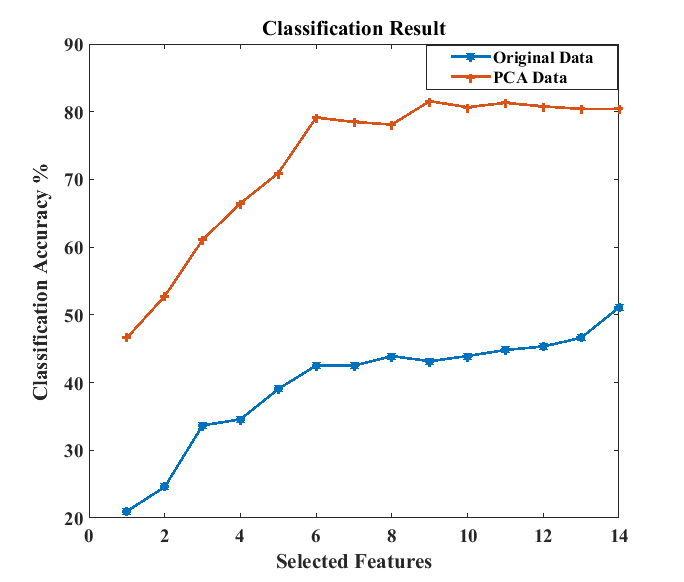 Classification Result
Original Data
PCA Data
Classification Accuracy %
90
80
70
60
50
40
30
20
0 2 4 6 8 10 12 14
Selected Features